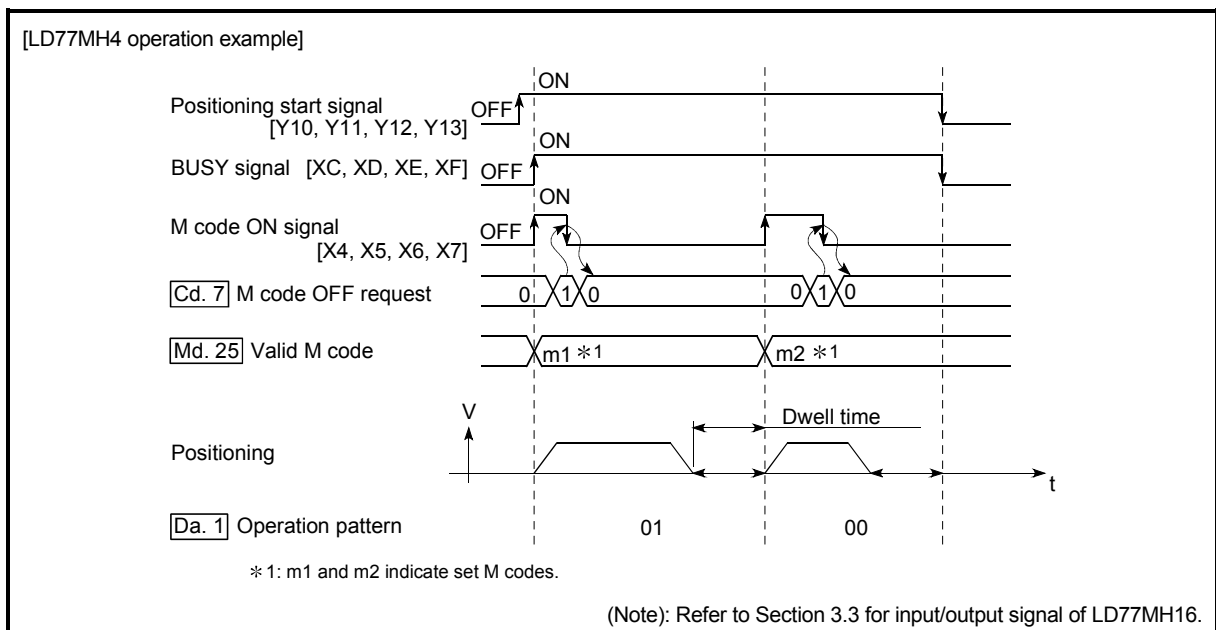 [LD77MH4 operation example]
ON
Positioning start signal OFF
[Y10, Y11, Y12, Y13]
ON
BUSY signal [XC, XD, XE, XF] OFF
ON
M code ON signal OFF
[X4, X5, X6, X7]
Cd. 7 M code OFF request 0 1 0 0 1 0
Md. 25 Valid M code m1 *1 m2 *1
V
Dwell time
Positioning
t
Da. 1 Operation pattern 01 00
*1: m1 and m2 indicate set M codes.
(Note): Refer to Section 3.3 for input/output signal of LD77MH16.